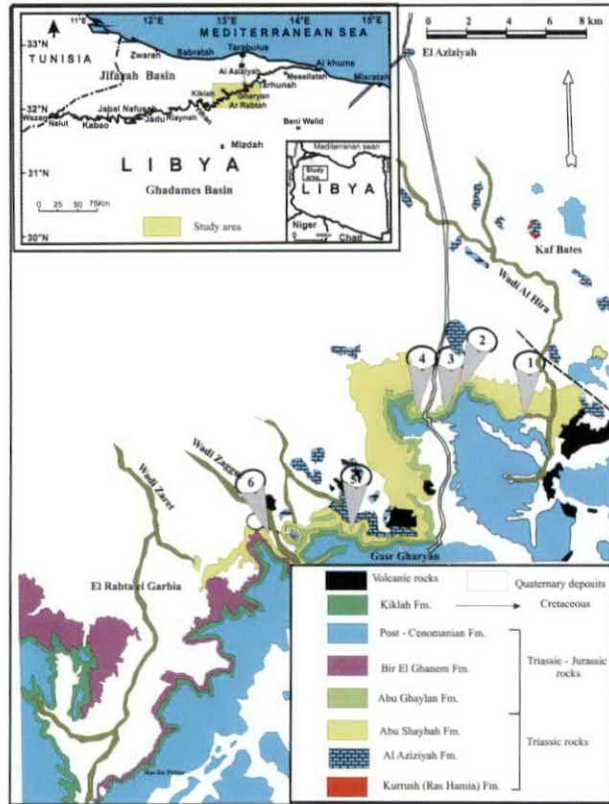 11°E 12°E 13°E 14°E 15°E
MEDITERRANEAN SEA
33°N
TUNISIA
Zwarah
Sabratah
Tarabulus
Al Aziziyah
Al khums
Misratah
Jifarah Basin
Mesellatah
Tarhunah
Kiklah
Gharyan
Ar Rabtah
32°N
Wazan
Nalut
Kabao
Jabal Nafusah
Jadu
Riaynah
Mizdah
Beni Walid
31°N
LIBYA
Ghadames Basin
0 25 50 75Km
Study area
30°N
Mediterranean sean
Study
area
LIBYA
Niger
Chad
0 2 4 6 8 km
El Aziziyah
Kaf Bates
Wadi Al Hira
1
2
3
4
5
6
Wadi Zaret
El Rabta el Garbia
Gasr Gharyan
Volcanic rocks
Quaternary deposits
Kiklah Fm.
Cretaceous
Post - Cenomanian Fm.
Bir El Ghanem Fm.
Triassic - Jurassic
rocks
Abu Ghaylan Fm.
Abu Shaybah Fm.
Triassic rocks
Al Aziziyah Fm.
Kurrush (Ras Hamia) Fm.